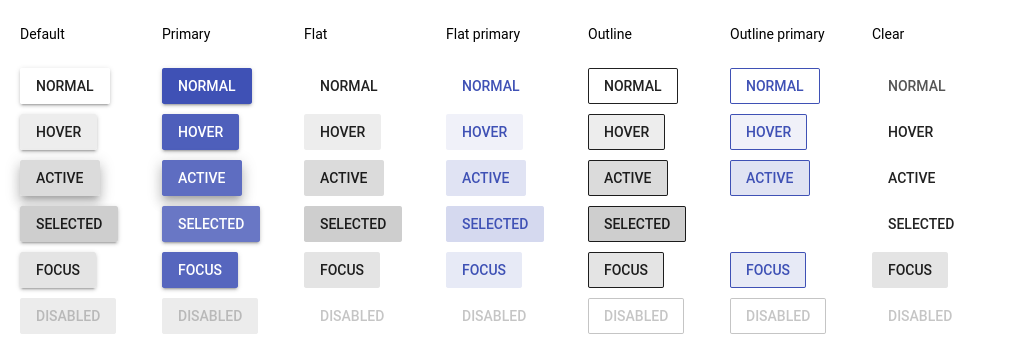 Default Primary Flat Flat primary Outline Outline primary Clear
NORMAL NORMAL NORMAL NORMAL NORMAL NORMAL NORMAL
HOVER HOVER HOVER HOVER HOVER HOVER HOVER
ACTIVE ACTIVE ACTIVE ACTIVE ACTIVE ACTIVE ACTIVE
SELECTED SELECTED SELECTED SELECTED SELECTED SELECTED
FOCUS FOCUS FOCUS FOCUS FOCUS FOCUS FOCUS
DISABLED DISABLED DISABLED DISABLED DISABLED DISABLED DISABLED